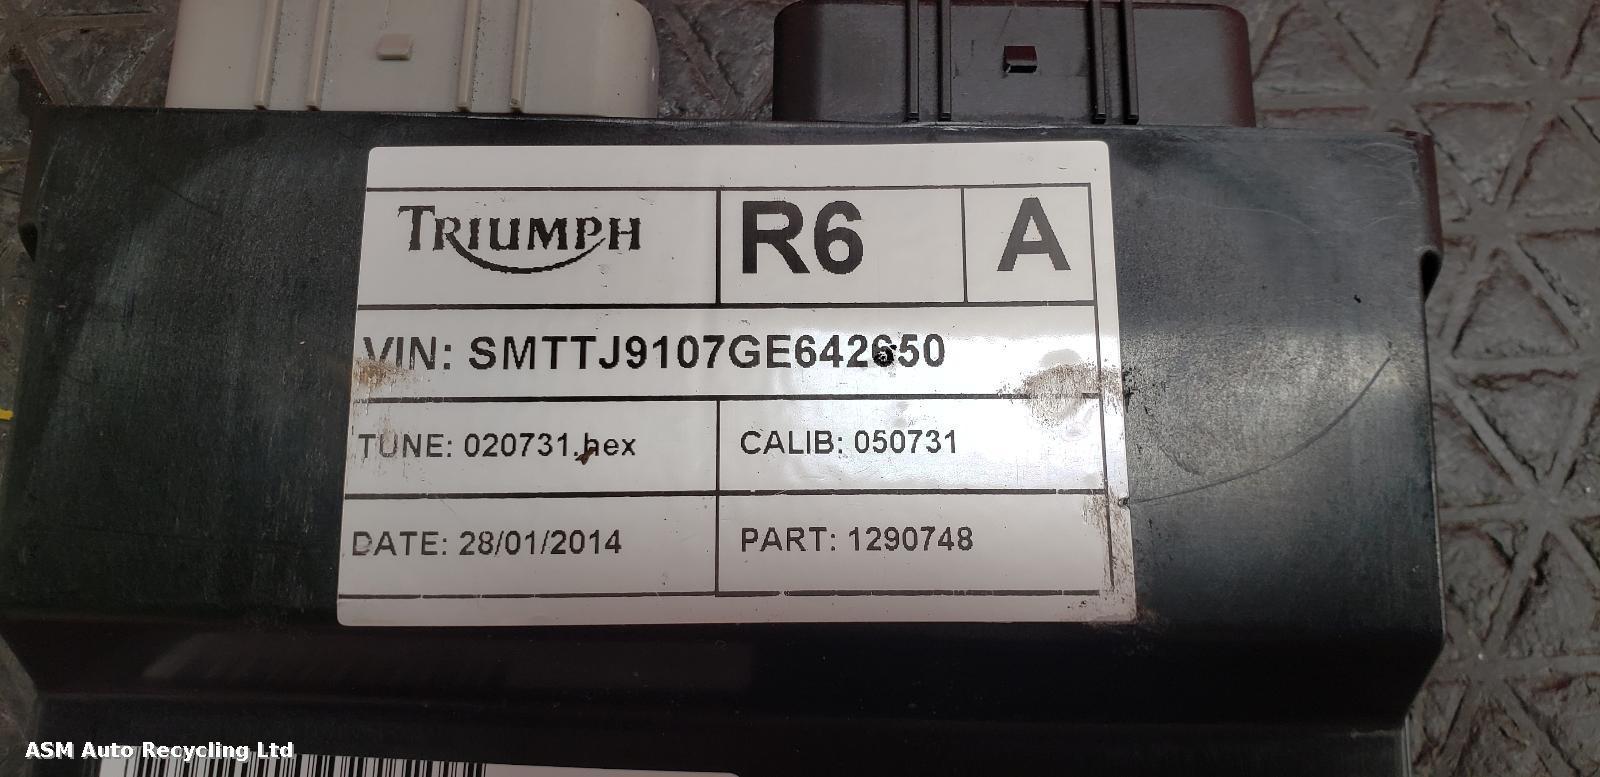 TRIUMPH R6 A
VIN: SMTTJ9107GE642650
TUNE: 020731.hex CALIB: 050731
DATE: 28/01/2014 PART: 1290748
ASM Auto Recycling Ltd